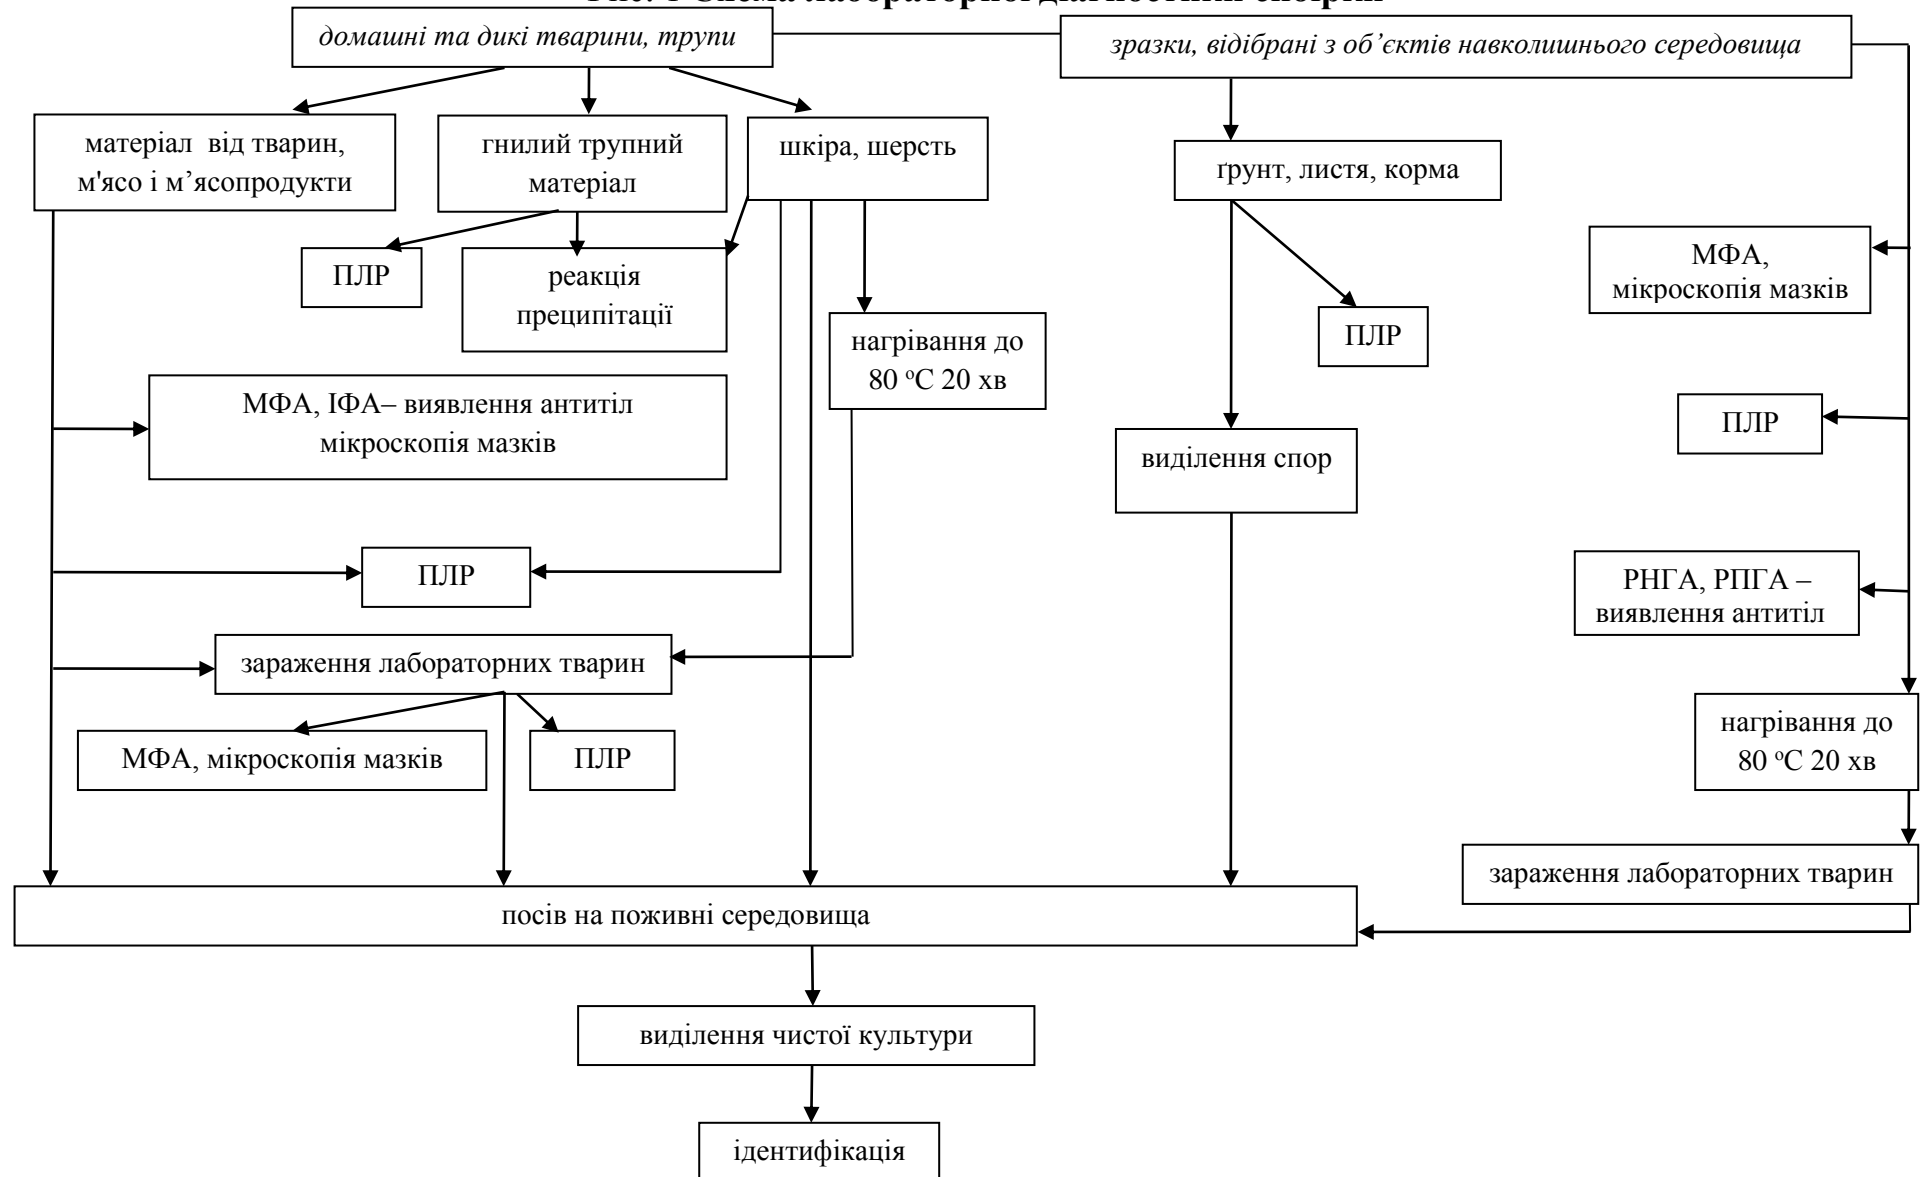 домашні та дикі тварини, трупи
зразки, відібрані з об’єктів навколишнього середовища
матеріал від тварин,
м'ясо і м’ясопродукти
гнилий трупний
матеріал
шкіра, шерсть
ґрунт, листя, корма
ПЛР
реакція
преципітації
нагрівання до
80 ᵒС 20 хв
ПЛР
МФА,
мікроскопія мазків
МФА, ІФА– виявлення антитіл
мікроскопія мазків
виділення спор
ПЛР
ПЛР
РНГА, РПГА –
виявлення антитіл
зараження лабораторних тварин
МФА, мікроскопія мазків
ПЛР
нагрівання до
80 ᵒС 20 хв
зараження лабораторних тварин
посів на поживні середовища
виділення чистої культури
ідентифікація